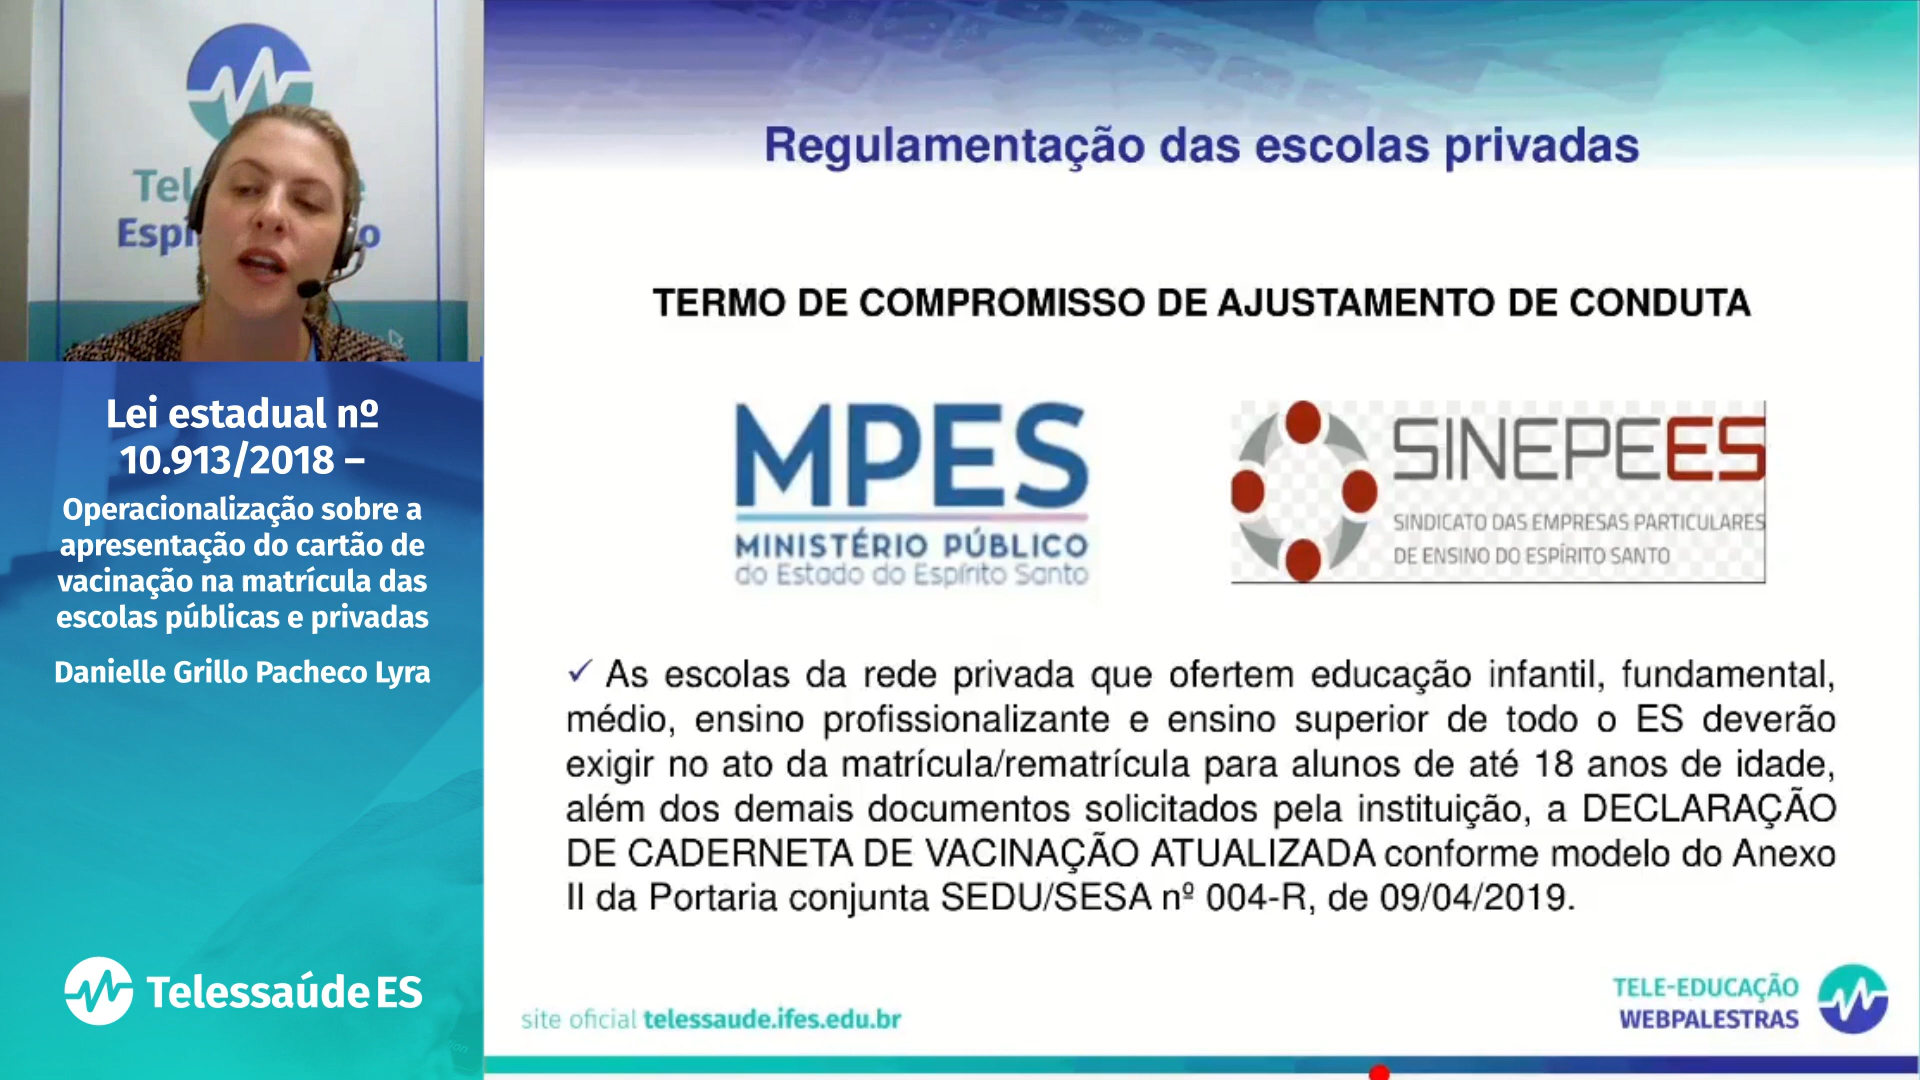 Lei estadual nº
10.913/2018 –
Operacionalização sobre a
apresentação do cartão de
vacinação na matrícula das
escolas públicas e privadas
Danielle Grillo Pacheco Lyra
TelessaúdeES
Regulamentação das escolas privadas
TERMO DE COMPROMISSO DE AJUSTAMENTO DE CONDUTA
MPES
MINISTÉRIO PÚBLICO
do Estado do Espírito Santo
SINEPEES
SINDICATO DAS EMPRESAS PARTICULARES
DE ENSINO DO ESPÍRITO SANTO
✓ As escolas da rede privada que ofertem educação infantil, fundamental,
médio, ensino profissionalizante e ensino superior de todo o ES deverão
exigir no ato da matrícula/rematrícula para alunos de até 18 anos de idade,
além dos demais documentos solicitados pela instituição, a DECLARAÇÃO
DE CADERNETA DE VACINAÇÃO ATUALIZADA conforme modelo do Anexo
II da Portaria conjunta SEDU/SESA nº 004-R, de 09/04/2019.
site oficial telessaude.ifes.edu.br
TELE-EDUCAÇÃO
WEBPALESTRAS